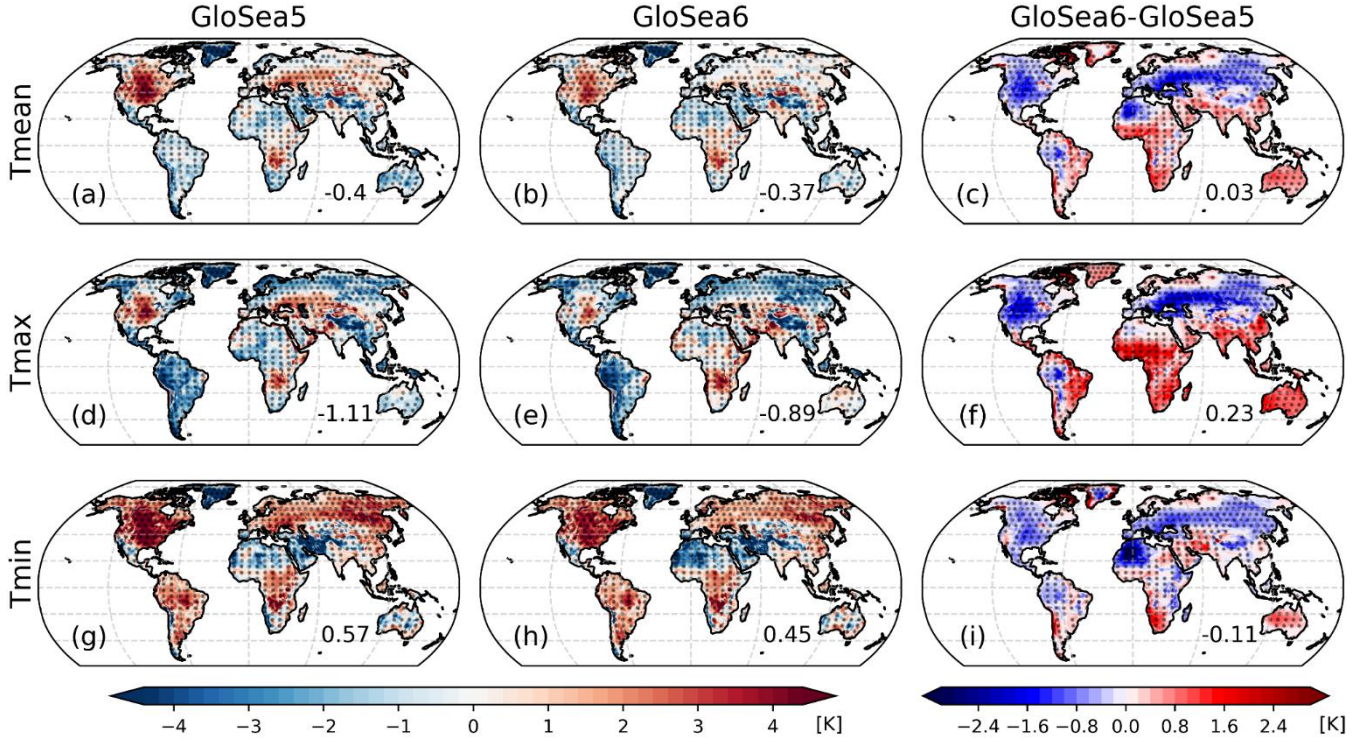 GloSea5 GloSea6 GloSea6-GloSea5
Tmean
(a) -0.4 (b) -0.37 (c) 0.03
Tmax
(d) -1.11 (e) -0.89 (f) 0.23
Tmin
(g) 0.57 (h) 0.45 (i) -0.11
−4 −3 −2 −1 0 1 2 3 4 [K] −2.4 −1.6 −0.8 0.0 0.8 1.6 2.4 [K]